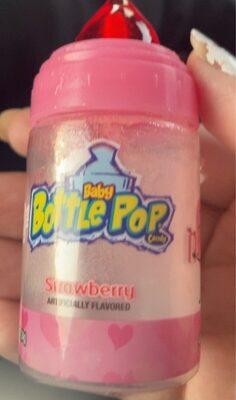 Baby
BOTTLE POP
Candy
Strawberry
ARTIFICIALLY FLAVORED